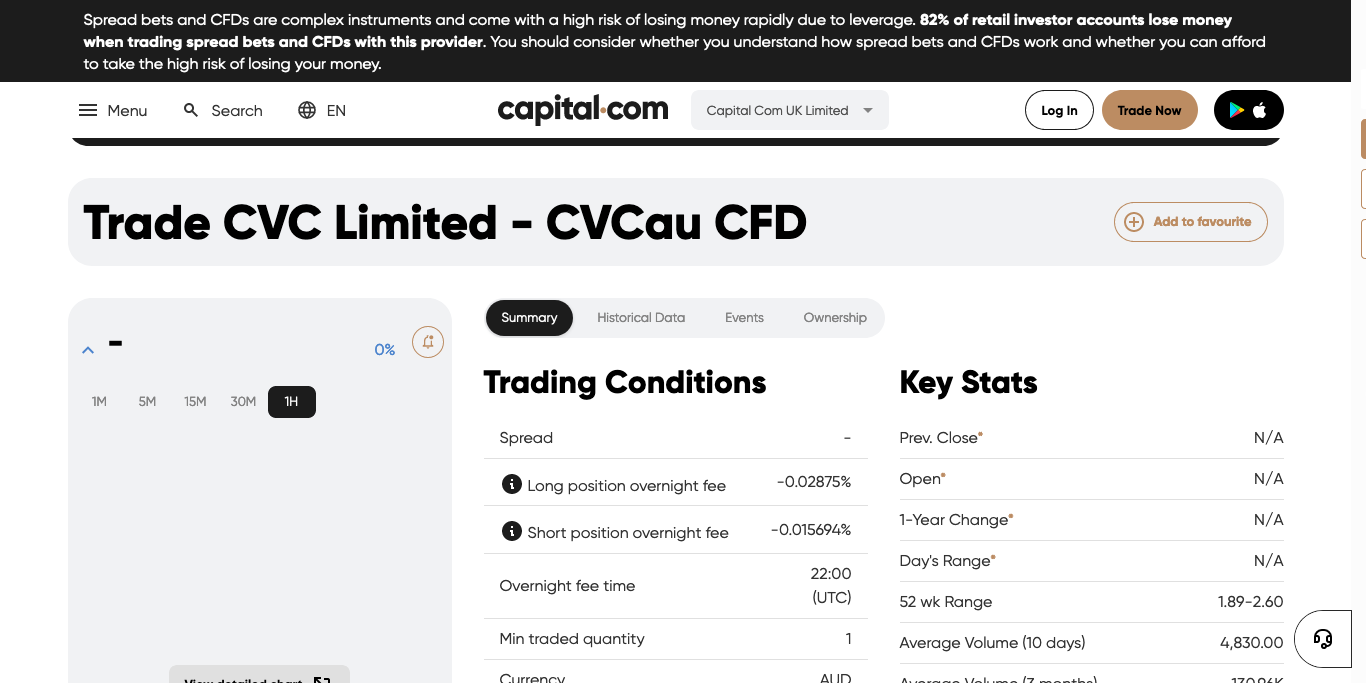 Spread bets and CFDs are complex instruments and come with a high risk of losing money rapidly due to leverage. 82% of retail investor accounts lose money
when trading spread bets and CFDs with this provider. You should consider whether you understand how spread bets and CFDs work and whether you can afford
to take the high risk of losing your money.
Menu
Search
EN
capital.com
Capital Com UK Limited
Log In
Trade Now
Trade CVC Limited - CVCau CFD
Add to favourite
-
0%
1M
5M
15M
30M
1H
View detailed chart
Summary
Historical Data
Events
Ownership
Trading Conditions
Spread -
Long position overnight fee -0.02875%
Short position overnight fee -0.015694%
Overnight fee time 22:00
(UTC)
Min traded quantity 1
Currency AUD
Key Stats
Prev. Close* N/A
Open* N/A
1-Year Change* N/A
Day's Range* N/A
52 wk Range 1.89-2.60
Average Volume (10 days) 4,830.00
Average Volume (3 months) 130.96K